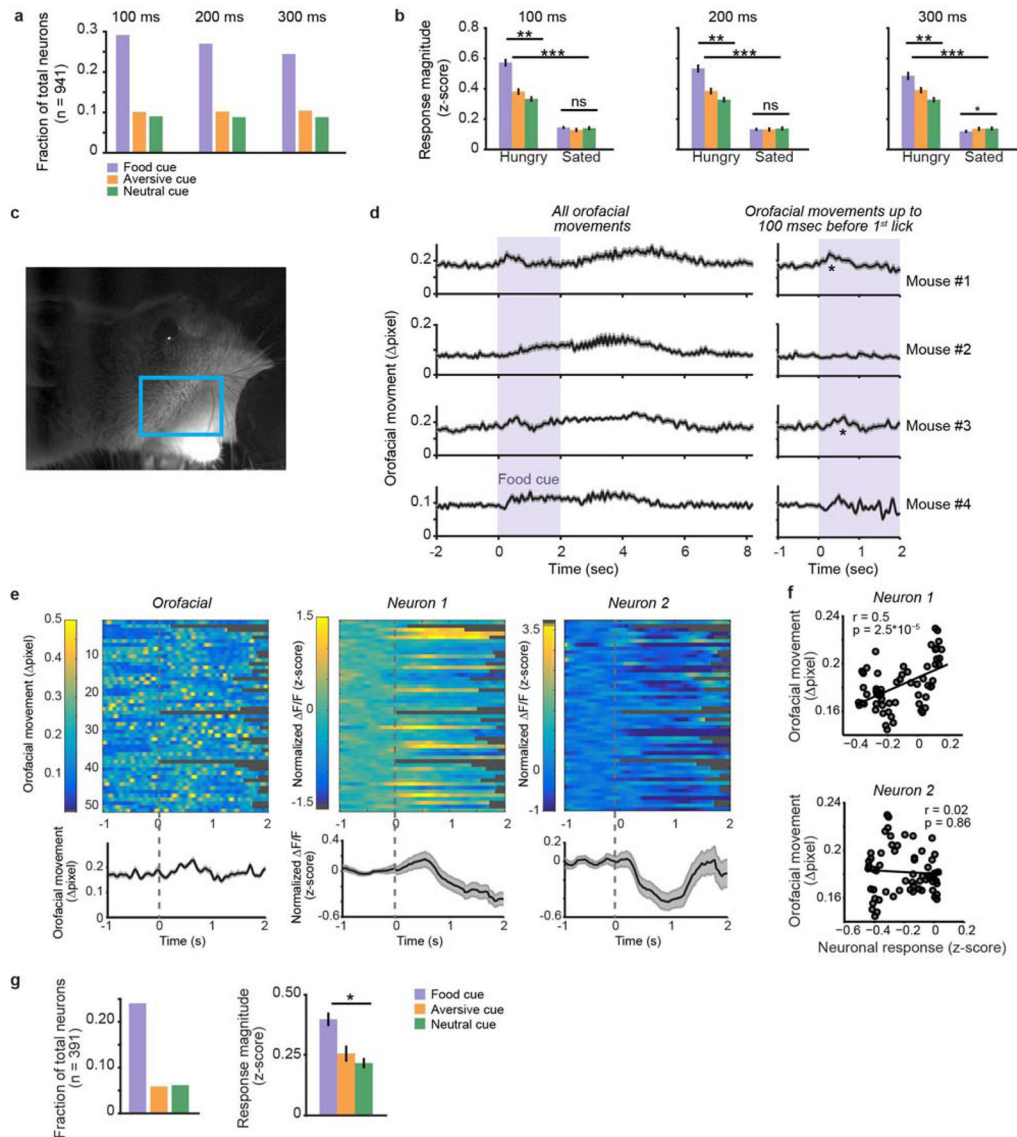 a
100 ms 200 ms 300 ms
Fraction of total neurons
(n = 941)
0.3
0.2
0.1
0
Food cue
Aversive cue
Neutral cue
b
100 ms 200 ms 300 ms
Response magnitude
(z-score)
0.8
0.6
0.4
0.2
0
** ** **
*** *** ***
ns ns *
Hungry Sated Hungry Sated Hungry Sated
c
d
All orofacial
movements
Orofacial movements up to
100 msec before 1st lick
Orofacial movment (Δpixel)
0.2
0
* Mouse #1
0.2
0
Mouse #2
0.2
0
* Mouse #3
Food cue
0.1
0
Mouse #4
-2 0 2 4 6 8 -1 0 1 2
Time (sec) Time (sec)
e
Orofacial Neuron 1 Neuron 2
Orofacial movement (Δpixel)
0.5
0.4
0.3
0.2
0.1
10
20
30
40
50
Normalized ΔF/F (z-score)
1.5
0
-1.5
Normalized ΔF/F (z-score)
3.5
0
-1
-1 0 1 2 -1 0 1 2 -1 0 1 2
Orofacial movement
(Δpixel)
0.2
0
Normalized ΔF/F
(z-score)
0.4
0
-0.6
0.4
0
-0.6
-1 0 1 2 -1 0 1 2 -1 0 1 2
Time (s) Time (s) Time (s)
f
Neuron 1
r = 0.5
p = 2.5*10−5
Orofacial movement
(Δpixel)
0.24
0.2
0.16
-0.6 -0.4 -0.2 0 0.2
Neuron 2
r = 0.02
p = 0.86
Orofacial movement
(Δpixel)
0.24
0.2
0.16
−0.6 −0.4 −0.2 0 0.2
Neuronal response (z-score)
g
Fraction of total neurons
(n = 391)
0.20
0.10
0
Response magnitude
(z-score)
0.50
0.25
0
*
Food cue
Aversive cue
Neutral cue